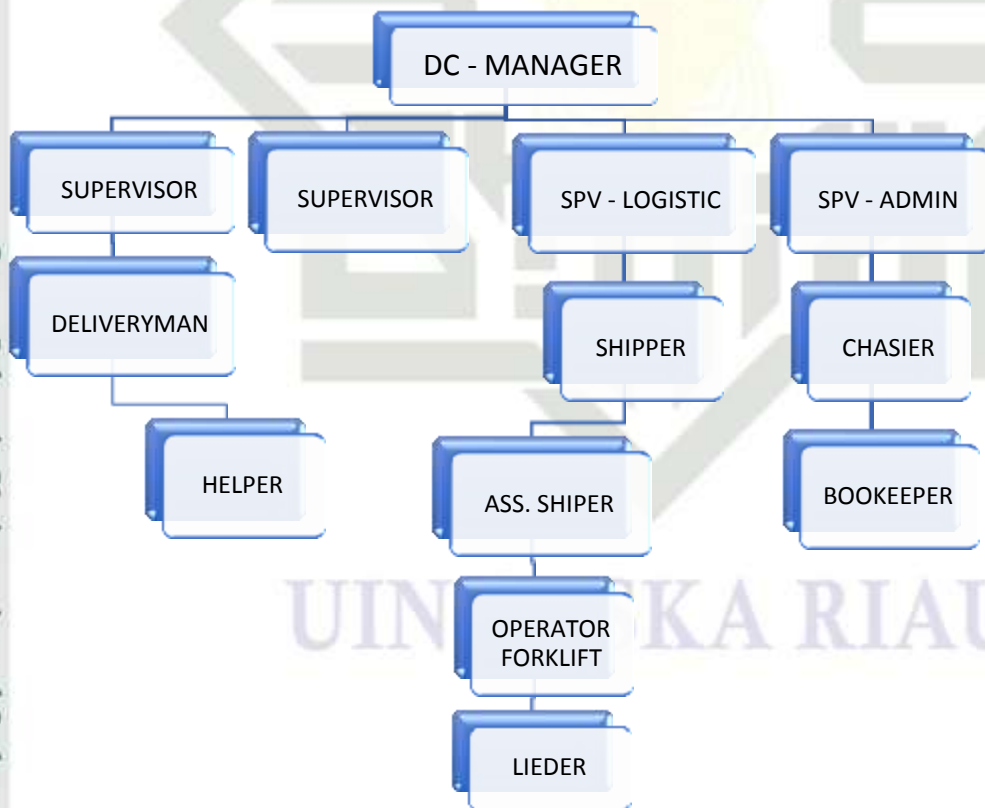 DC - MANAGER
SUPERVISOR
SUPERVISOR
SPV - LOGISTIC
SPV - ADMIN
DELIVERYMAN
SHIPPER
CHASIER
HELPER
ASS. SHIPER
BOOKEEPER
OPERATOR
FORKLIFT
LIEDER
UIN
KA RIAU